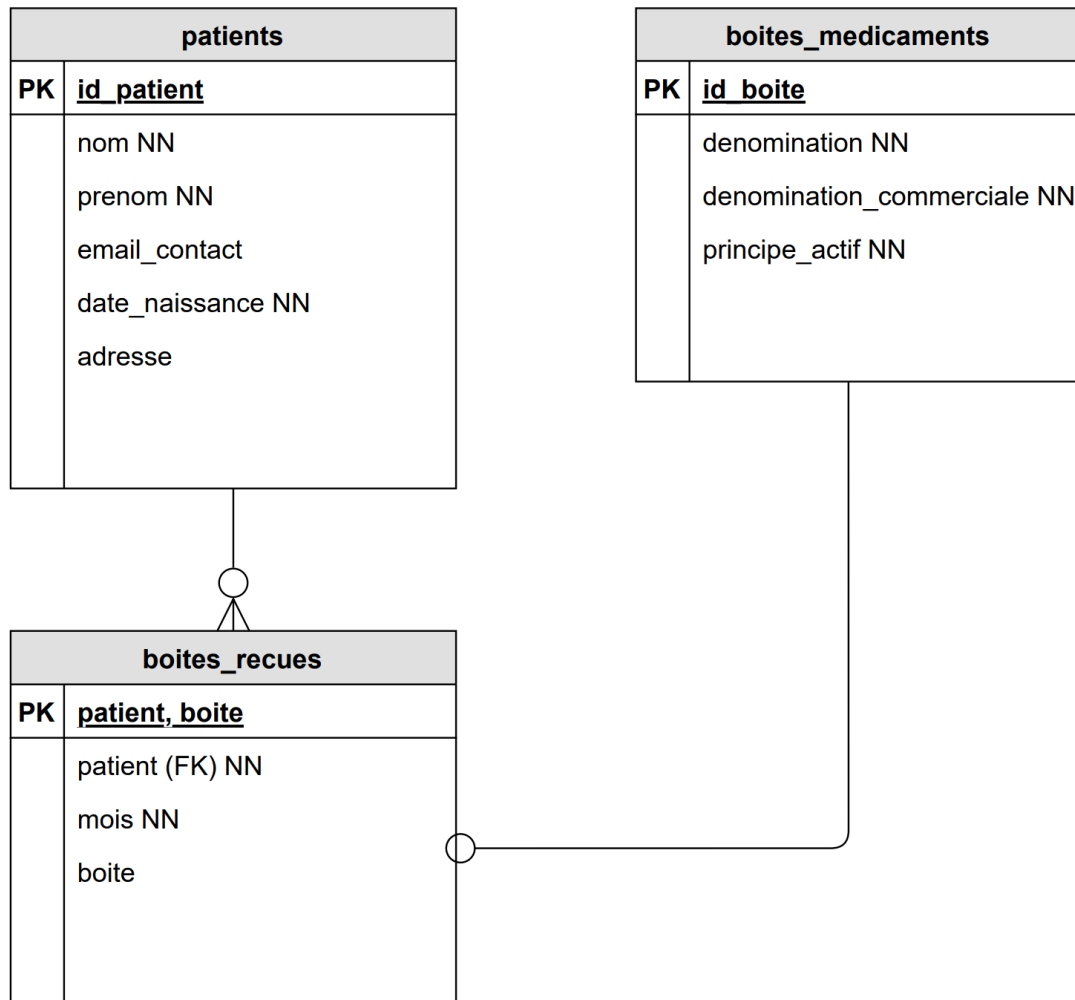 patients
PK id_patient
nom NN
prenom NN
email_contact
date_naissance NN
adresse
boites_medicaments
PK id_boite
denomination NN
denomination_commerciale NN
principe_actif NN
boites_recues
PK patient, boite
patient (FK) NN
mois NN
boite